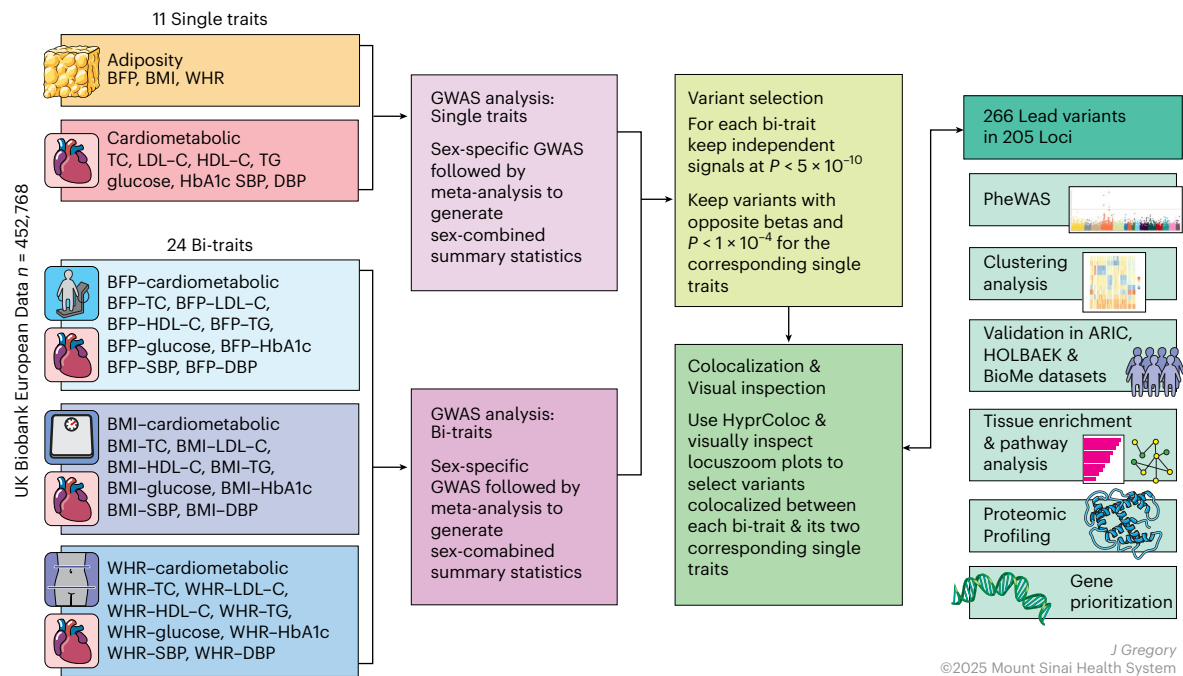 UK Biobank European Data n = 452,768
11 Single traits
Adiposity
BFP, BMI, WHR
Cardiometabolic
TC, LDL–C, HDL–C, TG
glucose, HbA1c SBP, DBP
24 Bi-traits
BFP–cardiometabolic
BFP–TC, BFP–LDL–C,
BFP–HDL–C, BFP–TG,
BFP–glucose, BFP–HbA1c
BFP–SBP, BFP–DBP
BMI–cardiometabolic
BMI–TC, BMI–LDL–C,
BMI–HDL–C, BMI–TG,
BMI–glucose, BMI–HbA1c
BMI–SBP, BMI–DBP
WHR–cardiometabolic
WHR–TC, WHR–LDL–C,
WHR–HDL–C, WHR–TG,
WHR–glucose, WHR–HbA1c
WHR–SBP, WHR–DBP
GWAS analysis:
Single traits
Sex-specific GWAS
followed by
meta-analysis to
generate
sex-combined
summary statistics
GWAS analysis:
Bi-traits
Sex-specific
GWAS followed by
meta-analysis to
generate
sex-comabined
summary statistics
Variant selection
For each bi-trait
keep independent
signals at P < 5 × 10⁻¹⁰
Keep variants with
opposite betas and
P < 1 × 10⁻⁴ for the
corresponding single
traits
Colocalization &
Visual inspection
Use HyprColoc &
visually inspect
locuszoom plots to
select variants
colocalized between
each bi-trait & its two
corresponding single
traits
266 Lead variants
in 205 Loci
PheWAS
Clustering
analysis
Validation in ARIC,
HOLBAEK &
BioMe datasets
Tissue enrichment
& pathway
analysis
Proteomic
Profiling
Gene
prioritization
J Gregory
©2025 Mount Sinai Health System